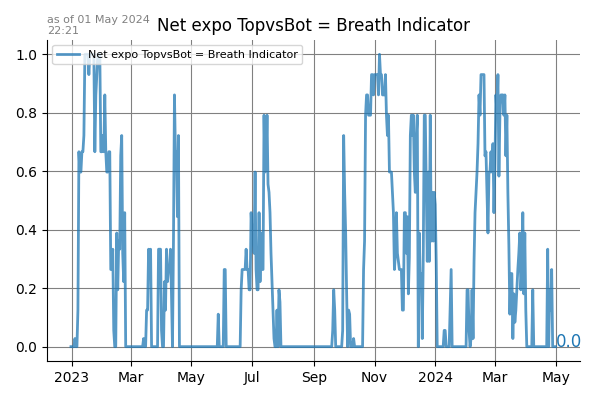 as of 01 May 2024
22:21
Net expo TopvsBot = Breath Indicator
Net expo TopvsBot = Breath Indicator
1.0
0.8
0.6
0.4
0.2
0.0
0.0
2023
Mar
May
Jul
Sep
Nov
2024
Mar
May